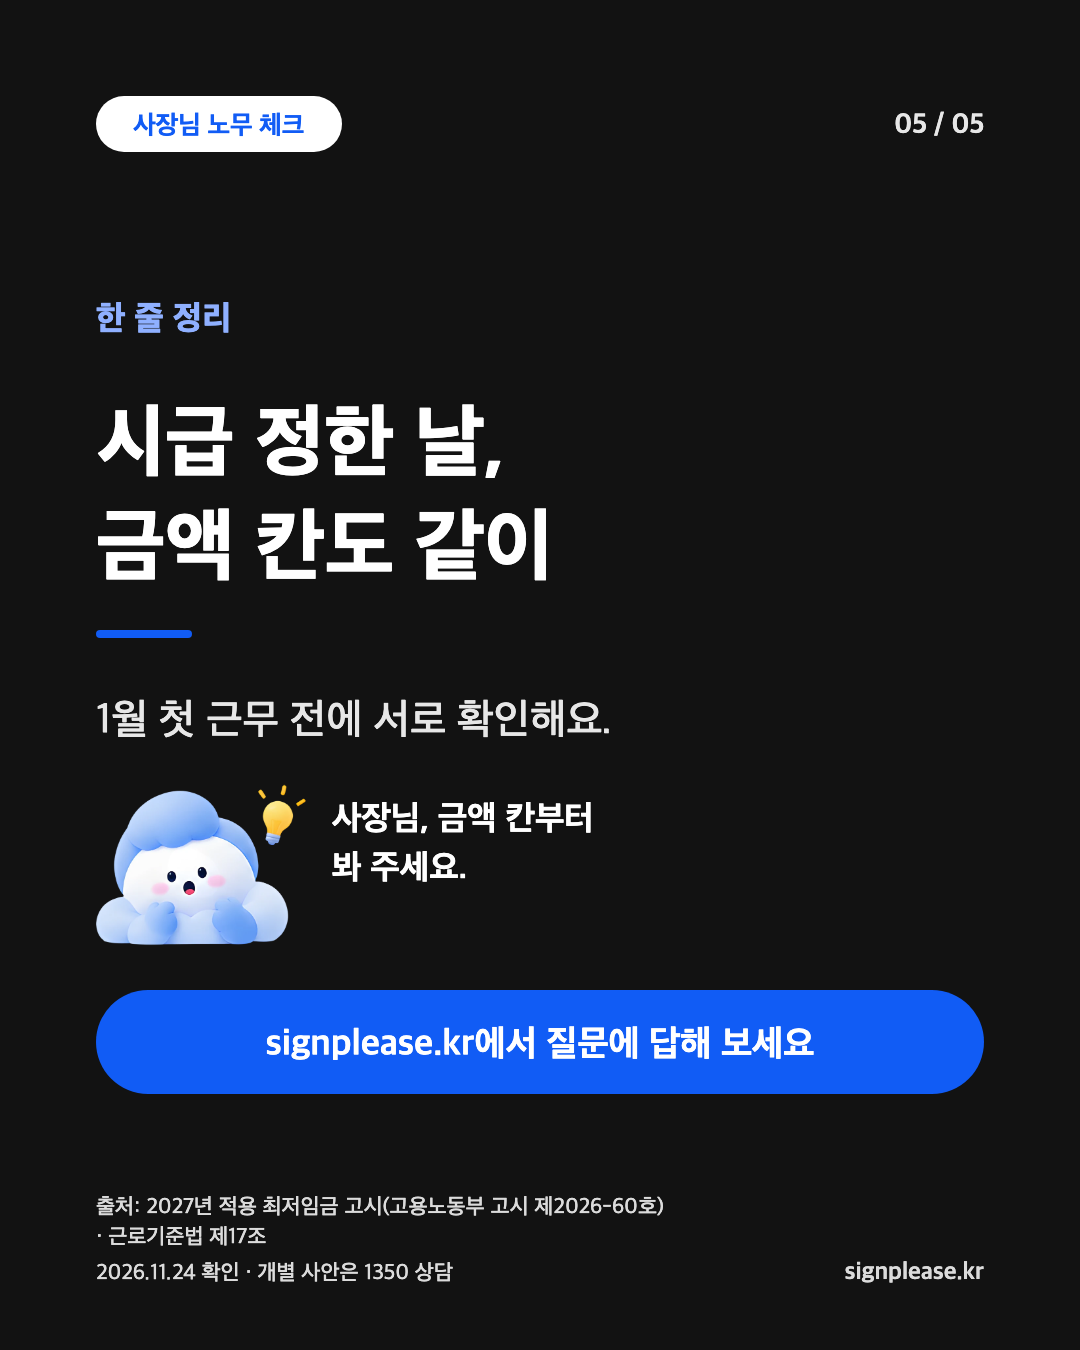 사장님 노무 체크
05 / 05
한 줄 정리
시급 정한 날,
금액 칸도 같이
1월 첫 근무 전에 서로 확인해요.
사장님, 금액 칸부터
봐 주세요.
signplease.kr에서 질문에 답해 보세요
출처: 2027년 적용 최저임금 고시(고용노동부 고시 제2026-60호)
· 근로기준법 제17조
2026.11.24 확인 · 개별 사안은 1350 상담
signplease.kr